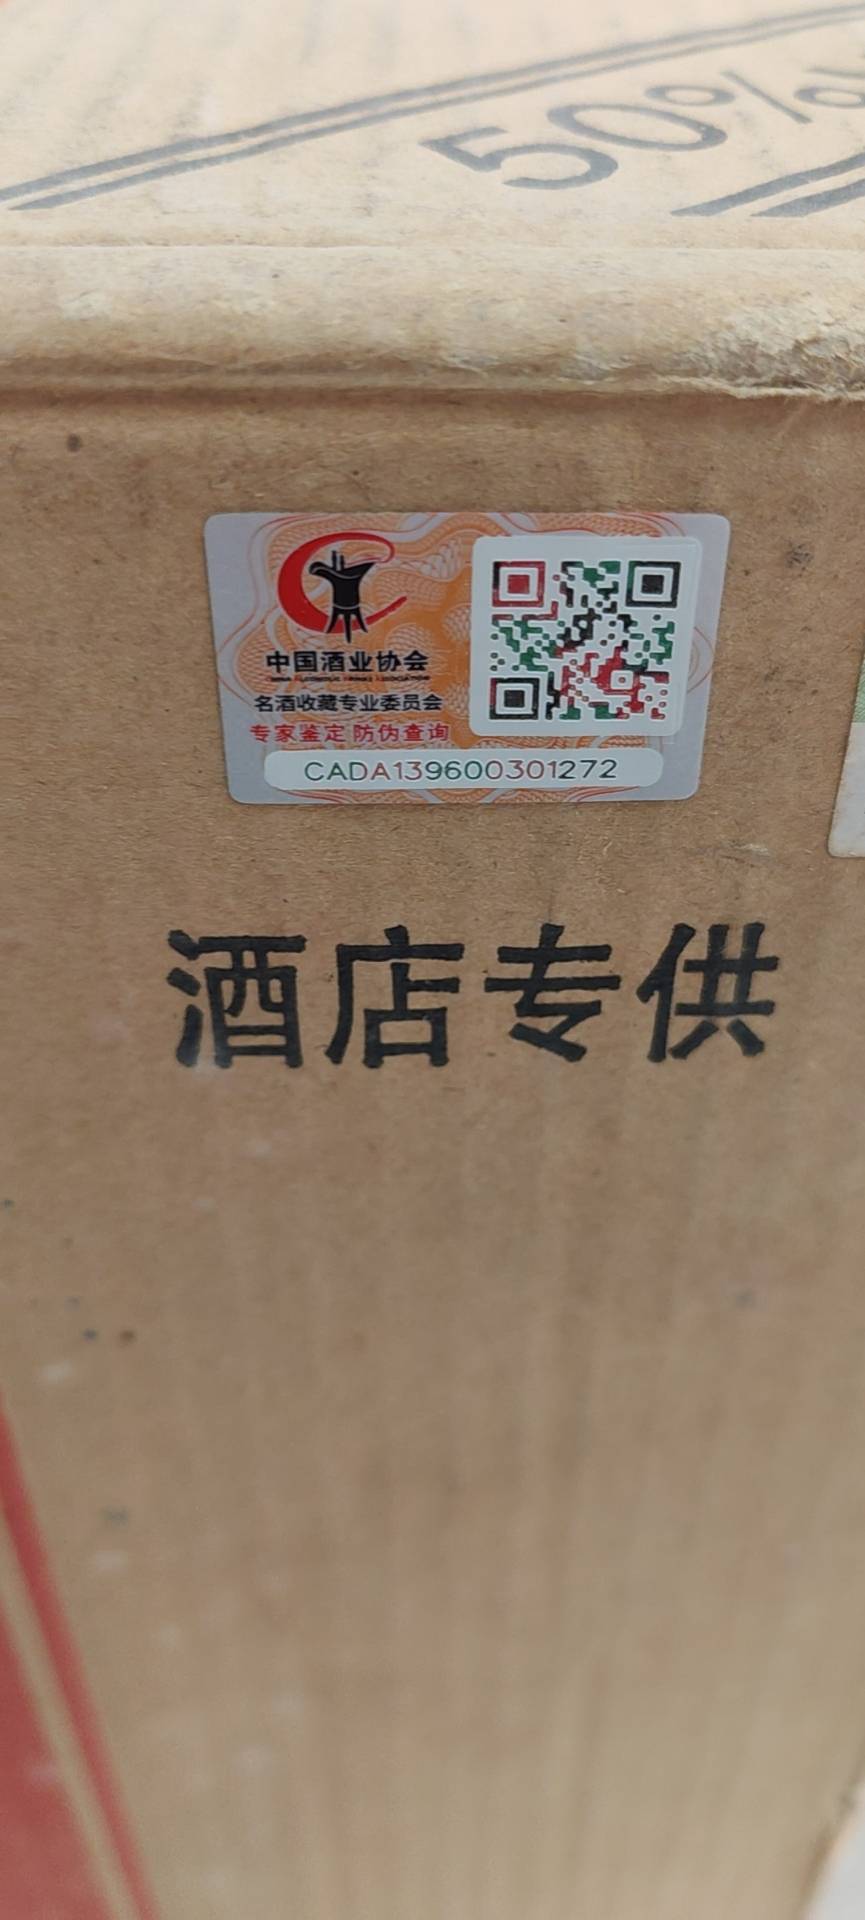 50%
中国酒业协会
名酒收藏专业委员会
专家鉴定 防伪查询
CADA139600301272
酒店专供